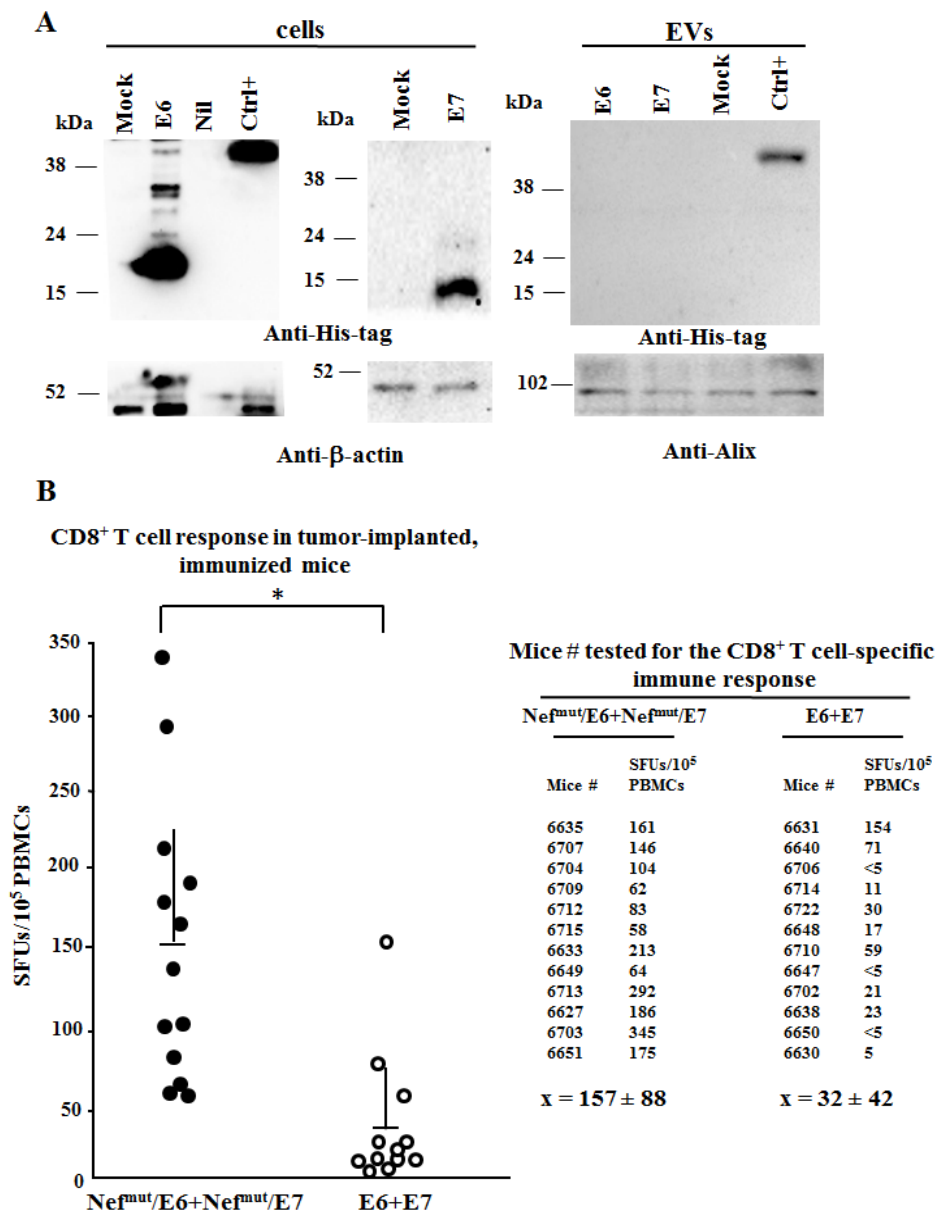 A
cells
EVs
kDa
Mock
E6
Nil
Ctrl+
38
24
15
kDa
Mock
E7
38
24
15
kDa
E6
E7
Mock
Ctrl+
38
24
15
Anti-His-tag
Anti-His-tag
52
52
102
Anti-β-actin
Anti-Alix
B
CD8⁺ T cell response in tumor-implanted,
immunized mice
*
SFUs/10⁵ PBMCs
350
300
250
200
150
100
50
0
Nefᵐᵘᵗ/E6+Nefᵐᵘᵗ/E7
E6+E7
Mice # tested for the CD8⁺ T cell-specific
immune response
Nefᵐᵘᵗ/E6+Nefᵐᵘᵗ/E7 E6+E7
SFUs/10⁵ SFUs/10⁵
Mice # PBMCs Mice # PBMCs
6635 161 6631 154
6707 146 6640 71
6704 104 6706 <5
6709 62 6714 11
6712 83 6722 30
6715 58 6648 17
6633 213 6710 59
6649 64 6647 <5
6713 292 6702 21
6627 186 6638 23
6703 345 6650 <5
6651 175 6630 5
x = 157 ± 88 x = 32 ± 42